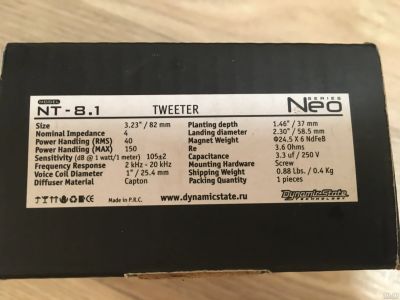 MODEL
NT-8.1
TWEETER
SERIES
Neo
Size 3.23" / 82 mm
Nominal Impedance 4
Power Handling (RMS) 40
Power Handling (MAX) 150
Sensitivity (dB @ 1 watt/1 meter) 105±2
Frequency Response 2 kHz - 20 kHz
Voice Coil Diameter 1" / 25.4 mm
Diffuser Material Capton
Planting depth 1.46" / 37 mm
Landing diameter 2.30" / 58.5 mm
Magnet Weight Φ24.5 X 6 NdFeB
Re 3.6 Ohms
Capacitance 3.3 uf / 250 V
Mounting Hardware Screw
Shipping Weight 0.88 Lbs. / 0.4 Kg
Packing Quantity 1 pieces
Made in P.R.C.
www.dynamicstate.ru
DynamicState
TECHNOLOGY